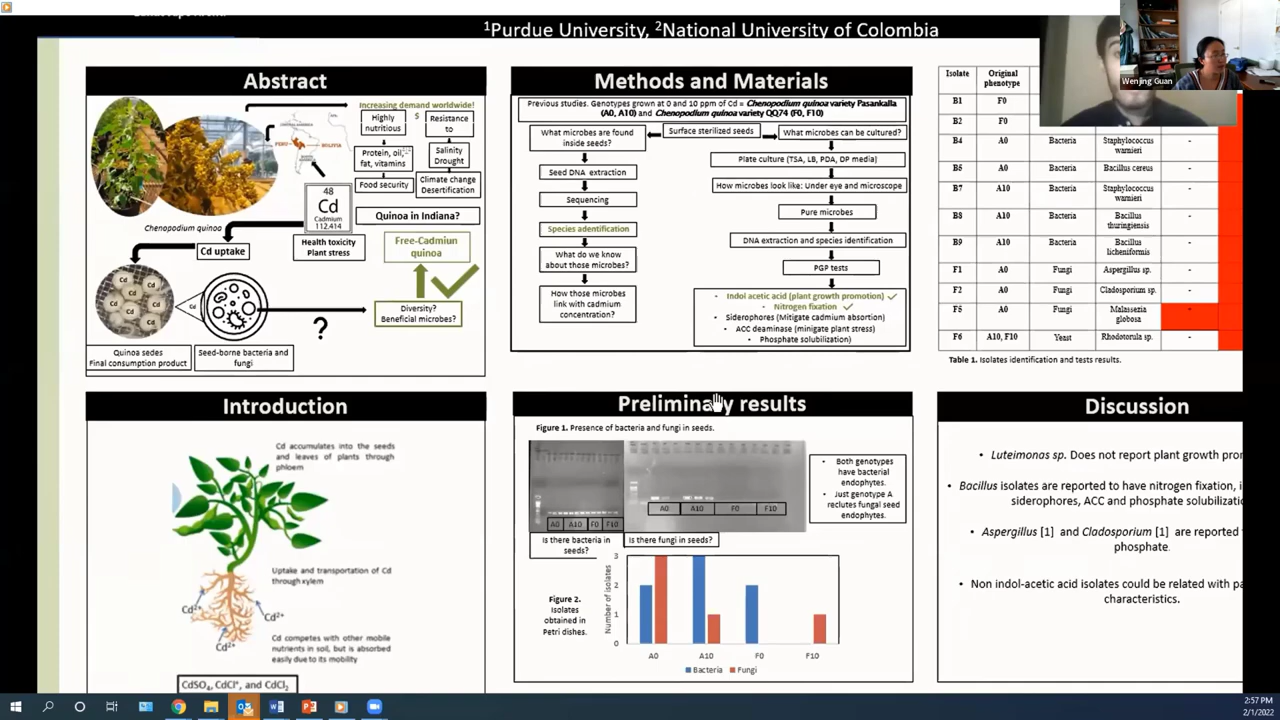 ¹Purdue University, ²National University of Colombia
Wenjing Guan
Abstract
Increasing demand worldwide!
$
Highly
nutritious
Resistance
to
Protein, oil,
fat, vitamins
Salinity
Drought
Food security
Climate change
Desertification
PERU
BOLIVIA
48
Cd
Cadmium
112.414
Quinoa in Indiana?
Chenopodium quinoa
Cd uptake
Health toxicity
Plant stress
Free-Cadmiun
quinoa
Cd
Cd
Cd
Cd
Cd
Cd
Cd
?
Diversity?
Beneficial microbes?
Quinoa sedes
Final consumption product
Seed-borne bacteria and
fungi
Methods and Materials
Previous studies. Genotypes grown at 0 and 10 ppm of Cd = Chenopodium quinoa variety Pasankalla
(A0, A10) and Chenopodium quinoa variety QQ74 (F0, F10)
What microbes are found
inside seeds?
Surface sterilized seeds
What microbes can be cultured?
Seed DNA extraction
Sequencing
Species adentification
What do we know
about those microbes?
How those microbes
link with cadmium
concentration?
Plate culture (TSA, LB, PDA, DP media)
How microbes look like: Under eye and microscope
Pure microbes
DNA extraction and species identification
PGP tests
• Indol acetic acid (plant growth promotion) ✓
• Nitrogen fixation ✓
• Siderophores (Mitigate cadmium absortion)
• ACC deaminase (minigate plant stress)
• Phosphate solubilization)
Isolate Original phenotype
B1 F0
B2 F0
B4 A0 Bacteria Staphylococcus warnieri -
B5 A0 Bacteria Bacillus cereus -
B7 A10 Bacteria Staphylococcus warnieri -
B8 A10 Bacteria Bacillus thuringiensis -
B9 A10 Bacteria Bacillus licheniformis -
F1 A0 Fungi Aspergillus sp. -
F2 A0 Fungi Cladosporium sp. -
F5 A0 Fungi Malassezia globosa -
F6 A10, F10 Yeast Rhodotorula sp. -
Table 1. Isolates identification and tests results.
Introduction
Cd accumulates into the seeds
and leaves of plants through
phloem
Uptake and transportation of Cd
through xylem
Cd²⁺
Cd²⁺
Cd²⁺
Cd competes with other mobile
nutrients in soil, but is absorbed
easily due to its mobility
CdSO₄, CdCl⁺, and CdCl₂
Preliminary results
Figure 1. Presence of bacteria and fungi in seeds.
A0 A10 F0 F10
A0 A10 F0 F10
Is there bacteria in
seeds?
Is there fungi in seeds?
• Both
genotypes
have bacterial
endophytes.
• Just genotype A
reclutes fungal seed
endophytes.
Figure 2.
Isolates
obtained in
Petri dishes.
Number of isolates
3
2
1
0
A0 A10 F0 F10
Bacteria Fungi
Discussion
• Luteimonas sp. Does not report plant growth pro
• Bacillus isolates are reported to have nitrogen fixation, i
siderophores, ACC and phosphate solubilizati
• Aspergillus [1] and Cladosporium [1] are reported
phosphate.
• Non indol-acetic acid isolates could be related with pa
characteristics.
2:57 PM
2/1/2022